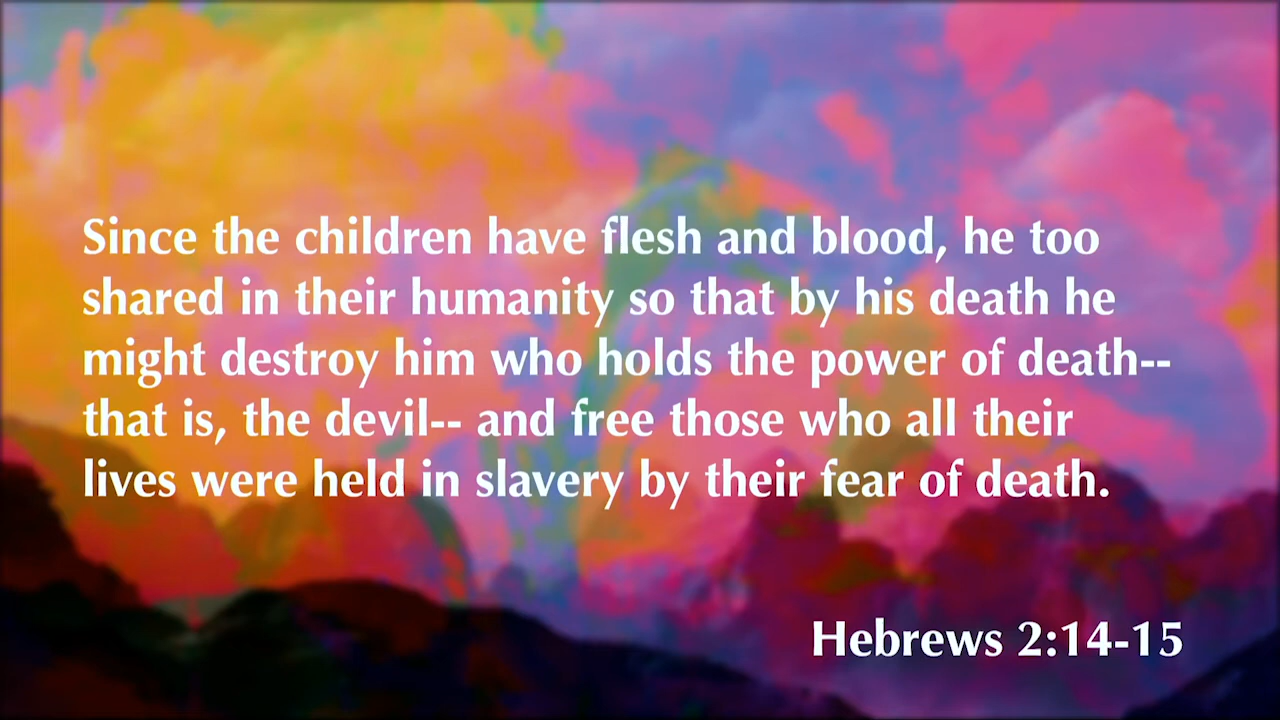 Since the children have flesh and blood, he too
shared in their humanity so that by his death he
might destroy him who holds the power of death--
that is, the devil-- and free those who all their
lives were held in slavery by their fear of death.
Hebrews 2:14-15